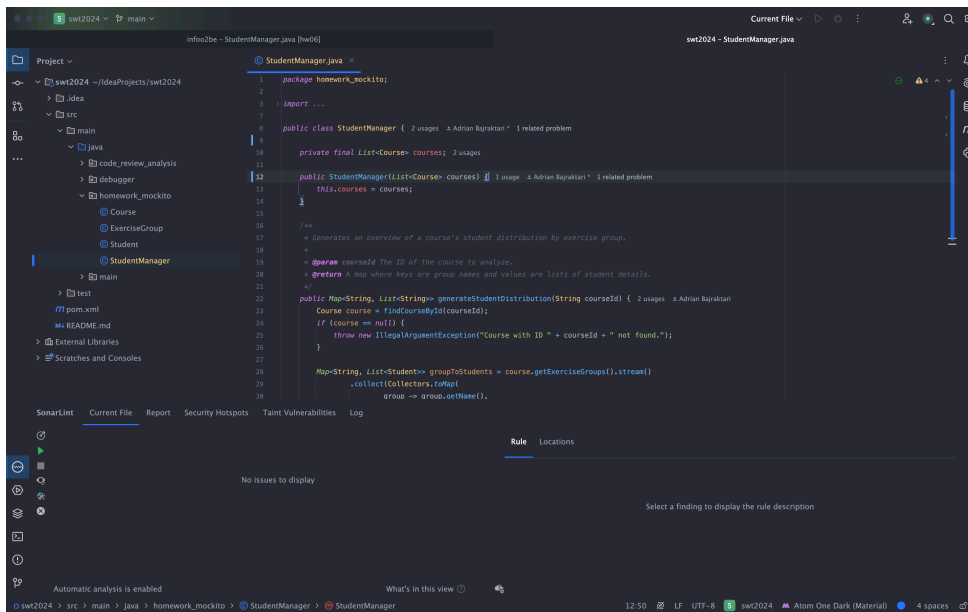 swt2024
main
Current File
infoo2be – StudentManager.java [hw06]
swt2024 – StudentManager.java
Project
swt2024 ~/IdeaProjects/swt2024
.idea
src
main
java
code_review_analysis
debugger
homework_mockito
Course
ExerciseGroup
Student
StudentManager
main
test
pom.xml
README.md
External Libraries
Scratches and Consoles
StudentManager.java
4
1 package homework_mockito;
2
3 import ...
7
8 public class StudentManager { 2 usages Adrian Bajraktari * 1 related problem
9
10 private final List<Course> courses; 2 usages
11
12 public StudentManager(List<Course> courses) { 1 usage Adrian Bajraktari * 1 related problem
13 this.courses = courses;
14 }
15
16 /**
17 * Generates an overview of a course's student distribution by exercise group.
18 *
19 * @param courseId The ID of the course to analyze.
20 * @return A map where keys are group names and values are lists of student details.
21 */
22 public Map<String, List<String>> generateStudentDistribution(String courseId) { 2 usages Adrian Bajraktari
23 Course course = findCourseById(courseId);
24 if (course == null) {
25 throw new IllegalArgumentException("Course with ID " + courseId + " not found.");
26 }
27
28 Map<String, List<Student>> groupToStudents = course.getExerciseGroups().stream()
29 .collect(Collectors.toMap(
30 group -> group.getName(),
SonarLint Current File Report Security Hotspots Taint Vulnerabilities Log
No issues to display
Rule Locations
Select a finding to display the rule description
Automatic analysis is enabled
What's in this view
swt2024 > src > main > java > homework_mockito > StudentManager > StudentManager
12:50 LF UTF-8 swt2024 Atom One Dark (Material) 4 spaces